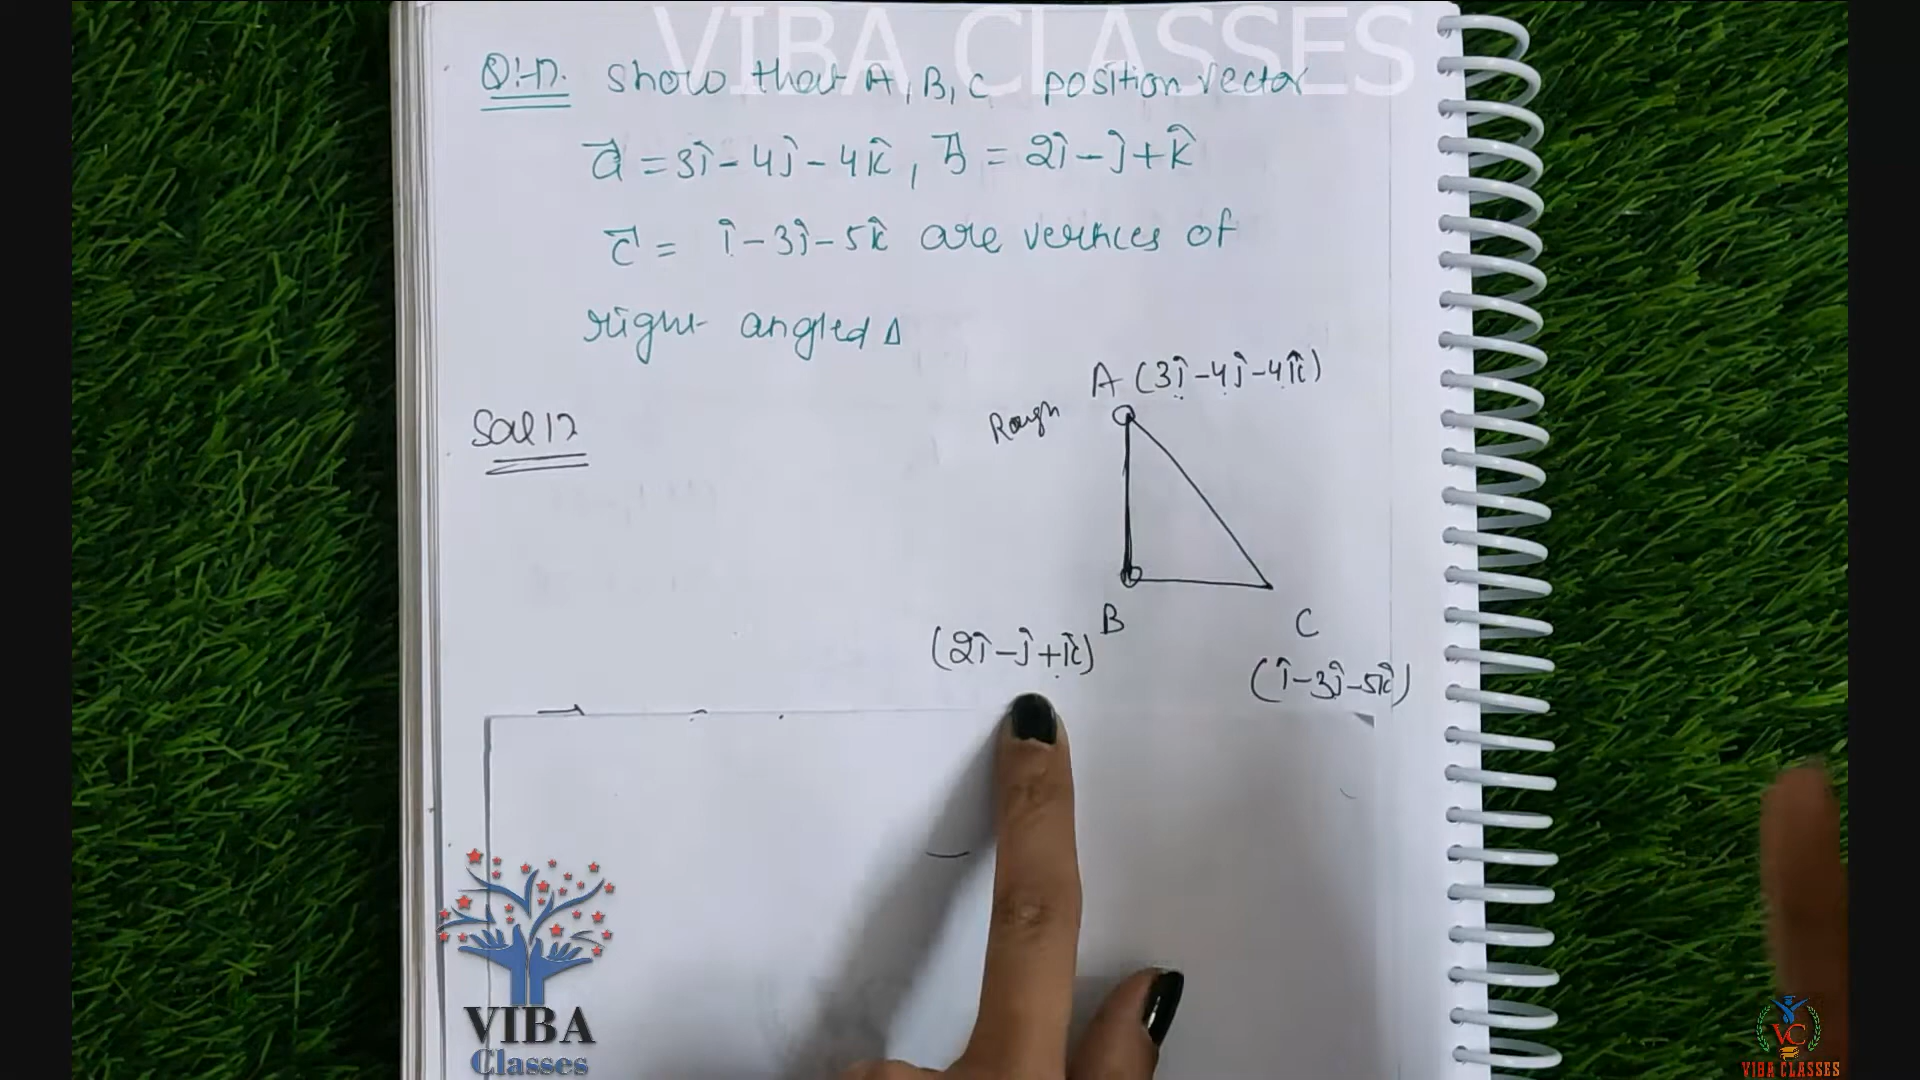 VIBA CLASSES
Q:-17. Show that A, B, C position vector
a⃗ = 3î - 4ĵ - 4k̂, b⃗ = 2î - ĵ + k̂
c⃗ = î - 3ĵ - 5k̂ are vertices of
right angled Δ
A (3î - 4ĵ - 4k̂)
Rough
Sol 17
B
C
(2î - ĵ + k̂)
(î - 3ĵ - 5k̂)
VIBA
Classes
VC
VIBA CLASSES